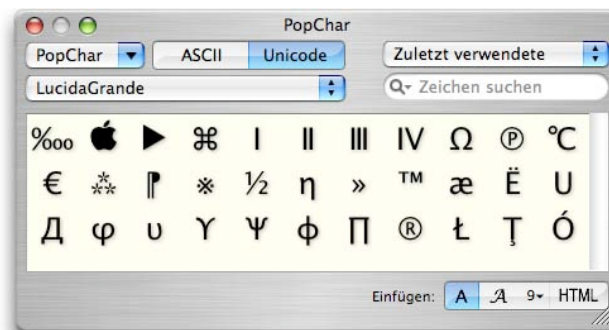 PopChar
PopChar ASCII Unicode Zuletzt verwendete
LucidaGrande Zeichen suchen
‱  ▶ ⌘ Ⅰ Ⅱ Ⅲ Ⅳ Ω ℗ ℃
€ ⁂ ⁋ ※ ½ η » ™ æ Ë U
Д φ υ ϒ Ψ ϕ Π ® Ł Ţ Ó
Einfügen: A A 9 HTML